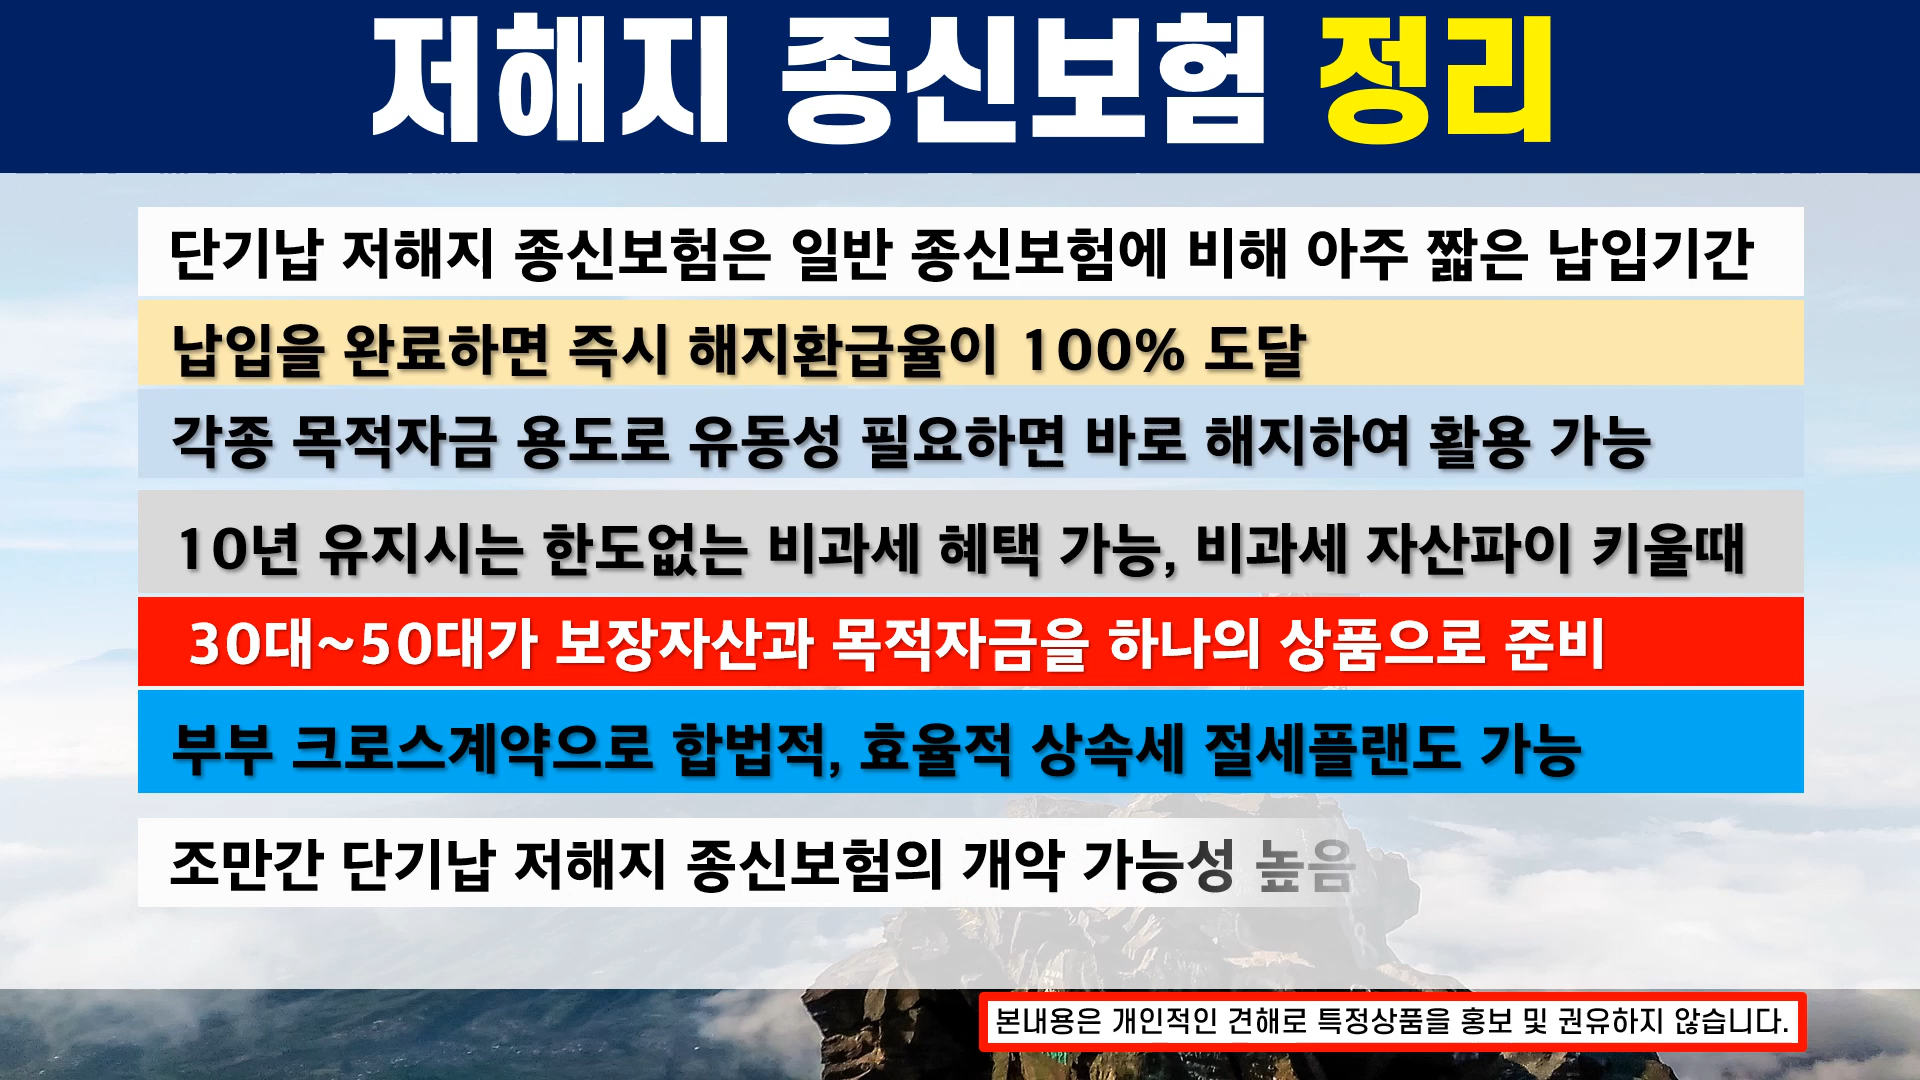 저해지 종신보험 정리
단기납 저해지 종신보험은 일반 종신보험에 비해 아주 짧은 납입기간
납입을 완료하면 즉시 해지환급율이 100% 도달
각종 목적자금 용도로 유동성 필요하면 바로 해지하여 활용 가능
10년 유지시는 한도없는 비과세 혜택 가능, 비과세 자산파이 키울때
30대~50대가 보장자산과 목적자금을 하나의 상품으로 준비
부부 크로스계약으로 합법적, 효율적 상속세 절세플랜도 가능
조만간 단기납 저해지 종신보험의 개악 가능성 높음
본내용은 개인적인 견해로 특정상품을 홍보 및 권유하지 않습니다.